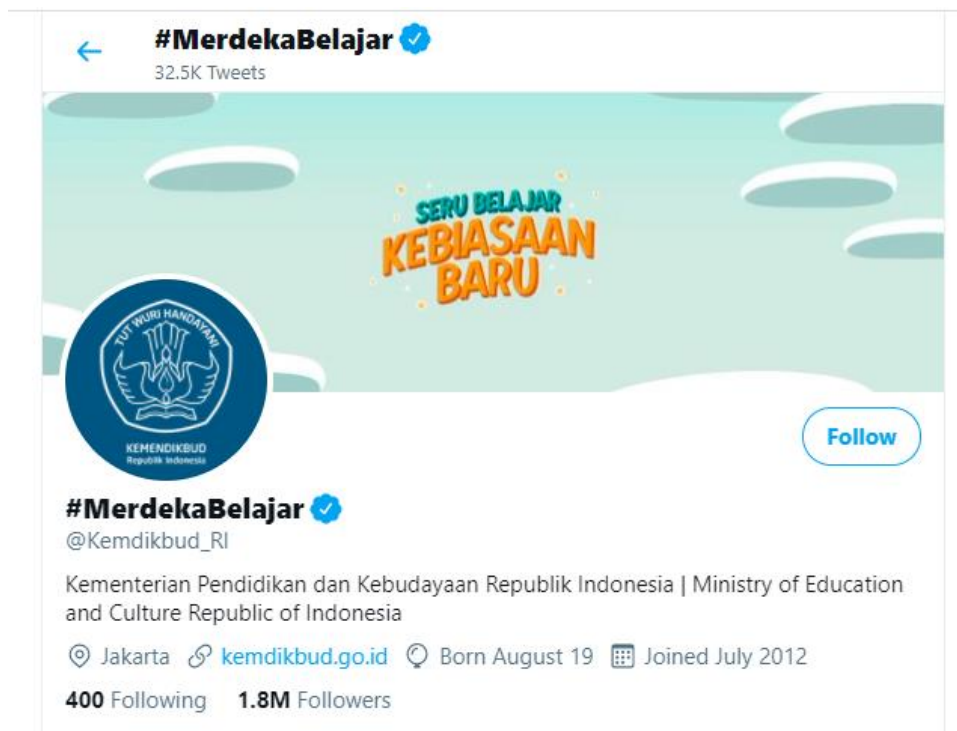 #MerdekaBelajar
32.5K Tweets
SERU BELAJAR
KEBIASAAN
BARU
TUT WURI HANDAYANI
KEMENDIKBUD
Republik Indonesia
Follow
#MerdekaBelajar
@Kemdikbud_RI
Kementerian Pendidikan dan Kebudayaan Republik Indonesia | Ministry of Education
and Culture Republic of Indonesia
Jakarta kemdikbud.go.id Born August 19 Joined July 2012
400 Following 1.8M Followers